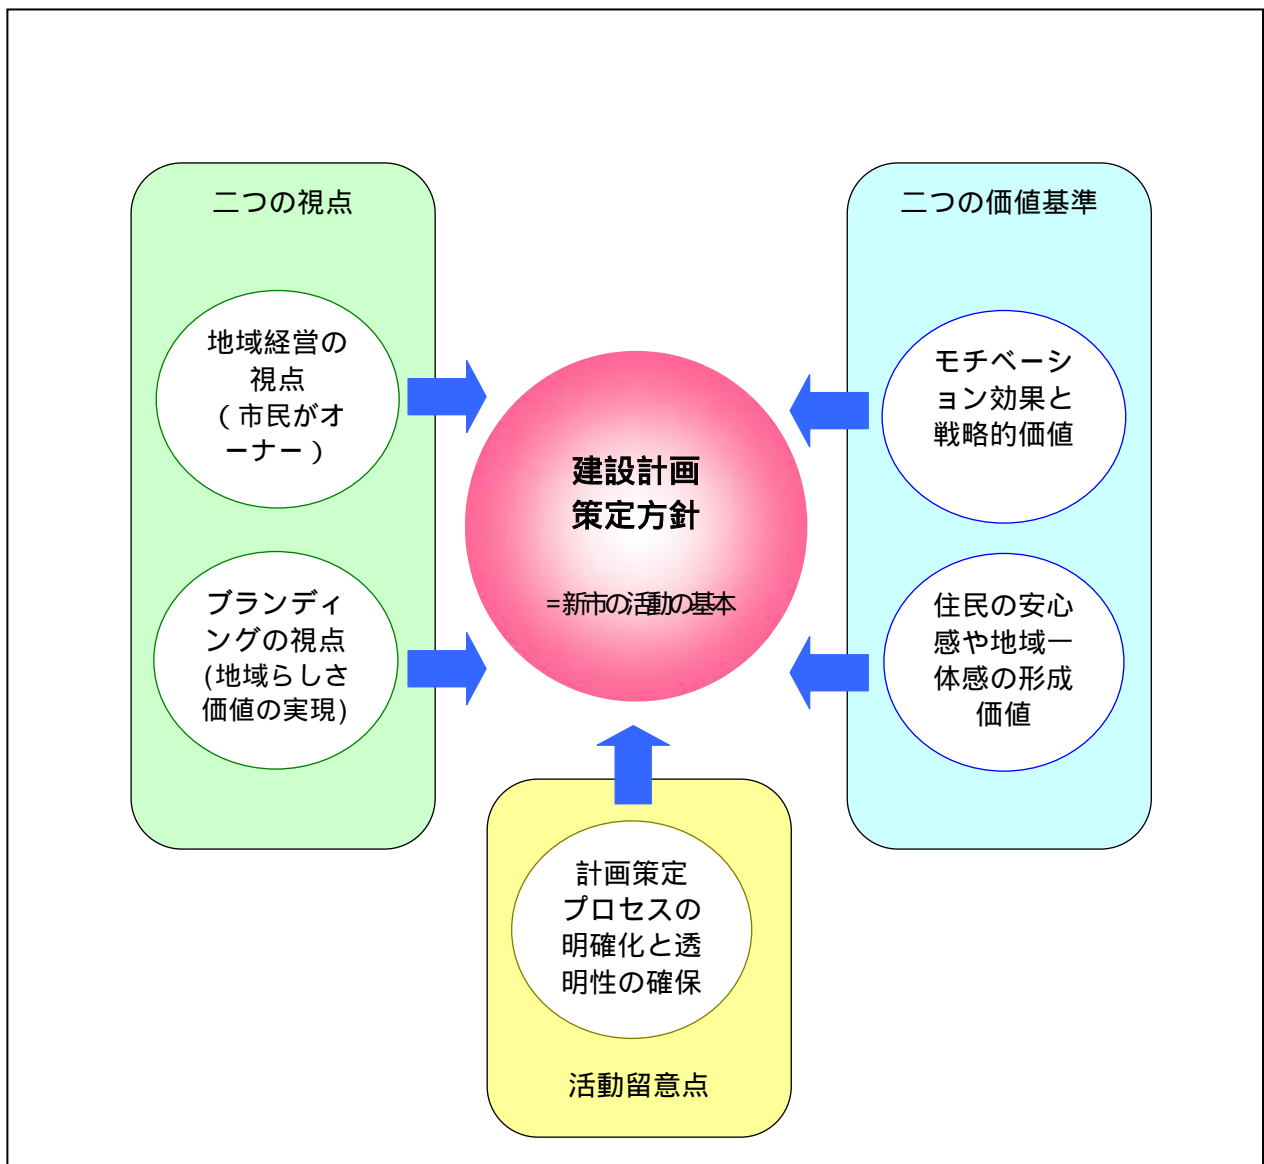 二つの視点
地域経営の
視点
（市民がオ
ーナー）
ブランディ
ングの視点
(地域らしさ
価値の実現)
建設計画
策定方針
=新市の活動の基本
二つの価値基準
モチベーシ
ョン効果と
戦略的価値
住民の安心
感や地域一
体感の形成
価値
計画策定
プロセスの
明確化と透
明性の確保
活動留意点